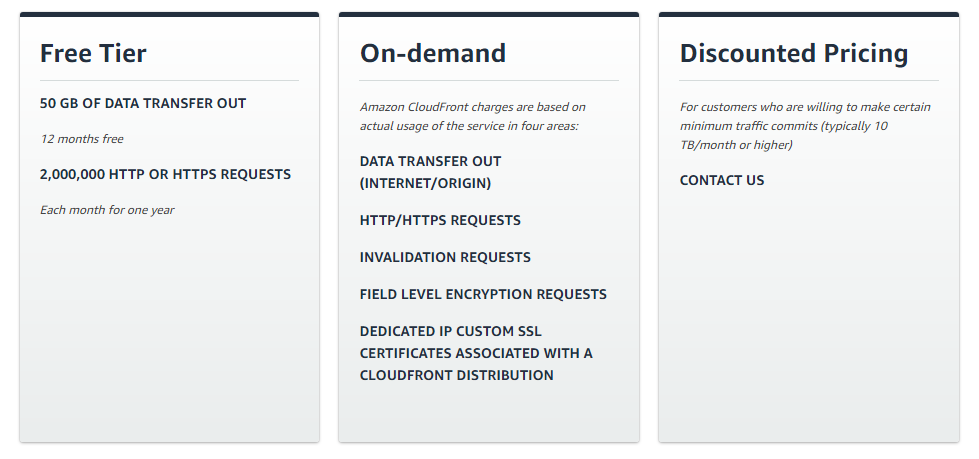 Free Tier
50 GB OF DATA TRANSFER OUT
12 months free
2,000,000 HTTP OR HTTPS REQUESTS
Each month for one year
On-demand
Amazon CloudFront charges are based on
actual usage of the service in four areas:
DATA TRANSFER OUT
(INTERNET/ORIGIN)
HTTP/HTTPS REQUESTS
INVALIDATION REQUESTS
FIELD LEVEL ENCRYPTION REQUESTS
DEDICATED IP CUSTOM SSL
CERTIFICATES ASSOCIATED WITH A
CLOUDFRONT DISTRIBUTION
Discounted Pricing
For customers who are willing to make certain
minimum traffic commits (typically 10
TB/month or higher)
CONTACT US